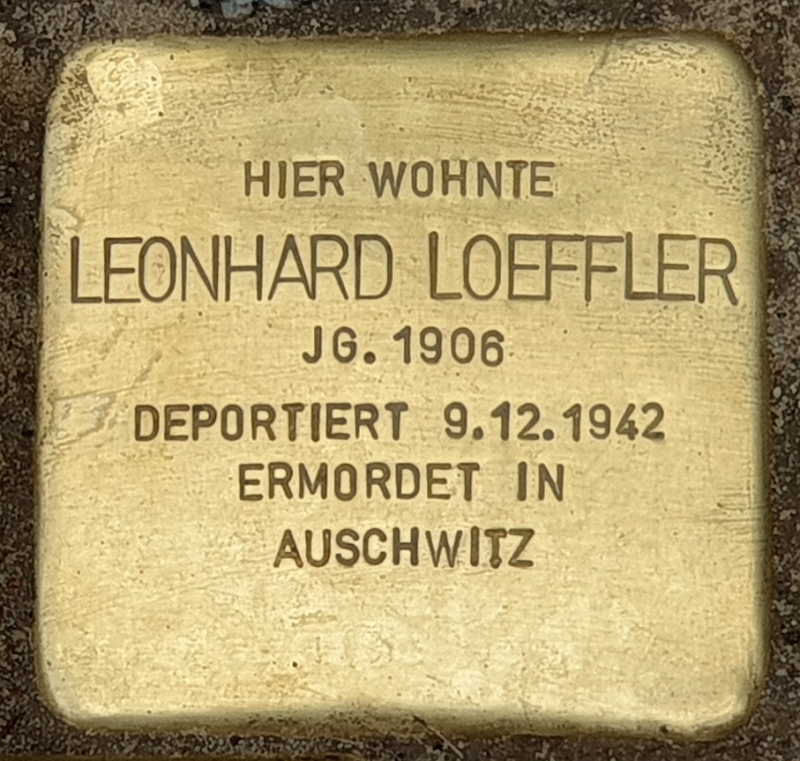 HIER WOHNTE
LEONHARD LOEFFLER
JG. 1906
DEPORTIERT 9.12.1942
ERMORDET IN
AUSCHWITZ